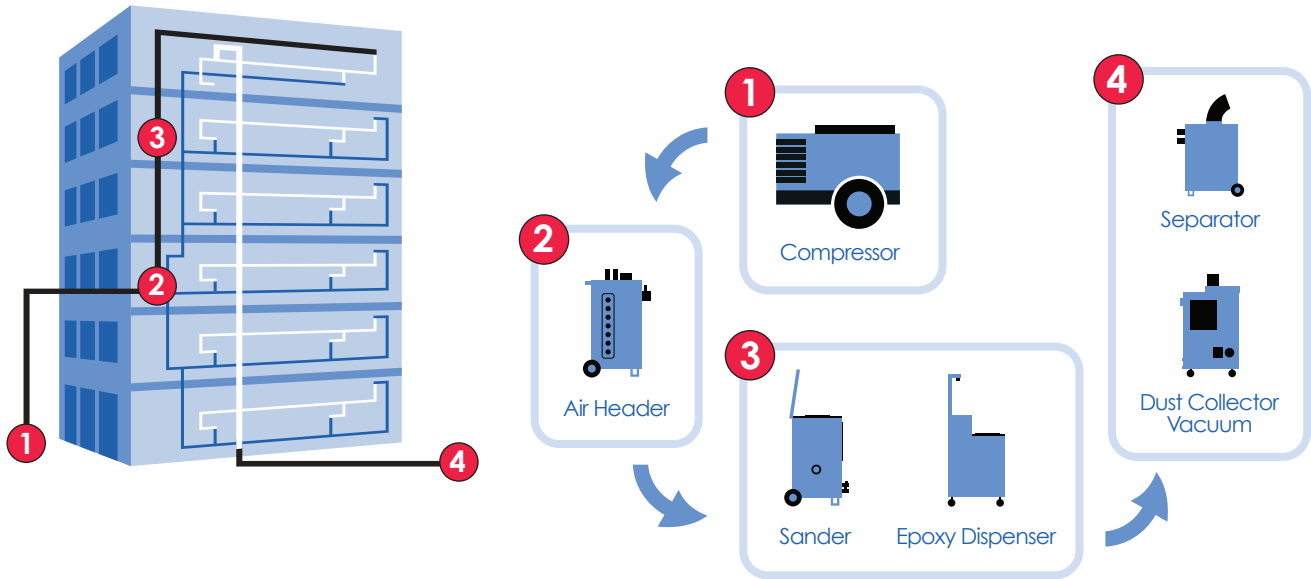 3
2
1
4
1
Compressor
2
Air Header
3
Sander
Epoxy Dispenser
4
Separator
Dust Collector
Vacuum